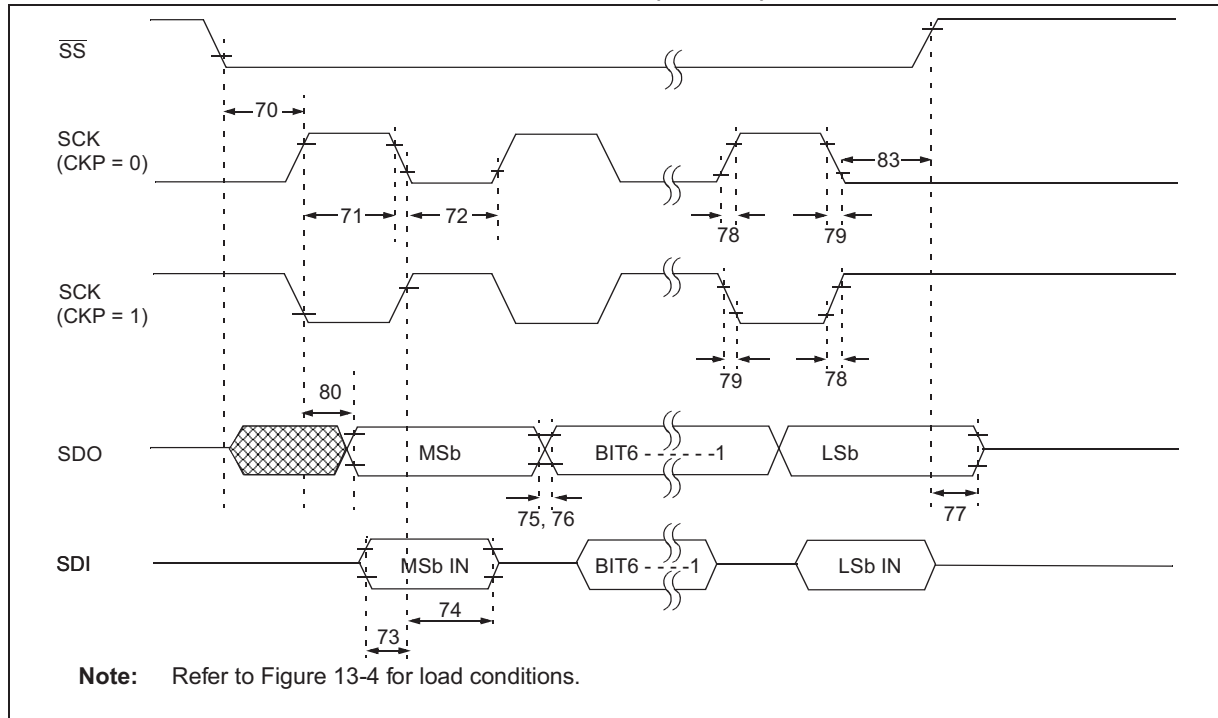 SS
70
SCK
(CKP = 0)
83
71
72
78
79
SCK
(CKP = 1)
79
78
80
SDO
MSb
BIT6 - - - - - -1
LSb
75, 76
77
SDI
MSb IN
BIT6 - - - -1
LSb IN
74
73
Note: Refer to Figure 13-4 for load conditions.